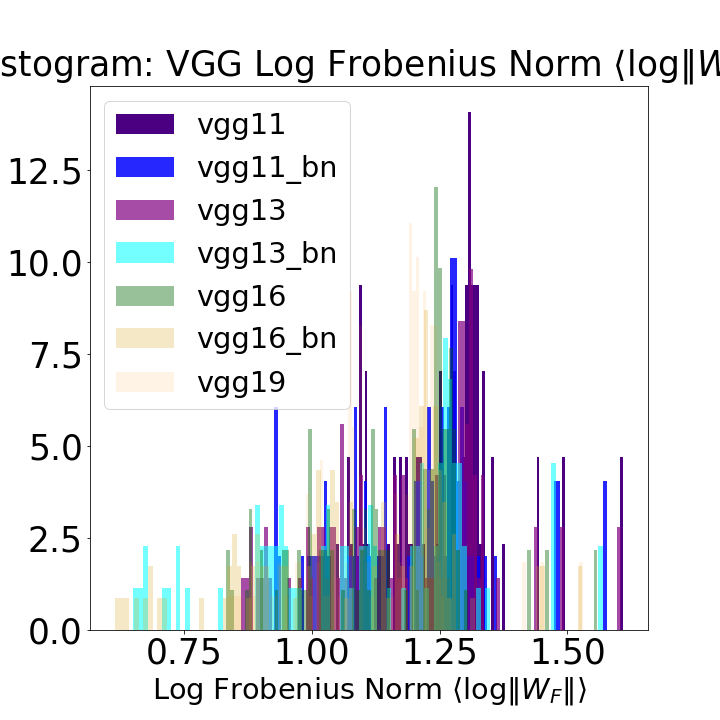 stogram: VGG Log Frobenius Norm ⟨log‖W
vgg11
vgg11_bn
vgg13
vgg13_bn
vgg16
vgg16_bn
vgg19
12.5
10.0
7.5
5.0
2.5
0.0
0.75 1.00 1.25 1.50
Log Frobenius Norm ⟨log‖W_F‖⟩